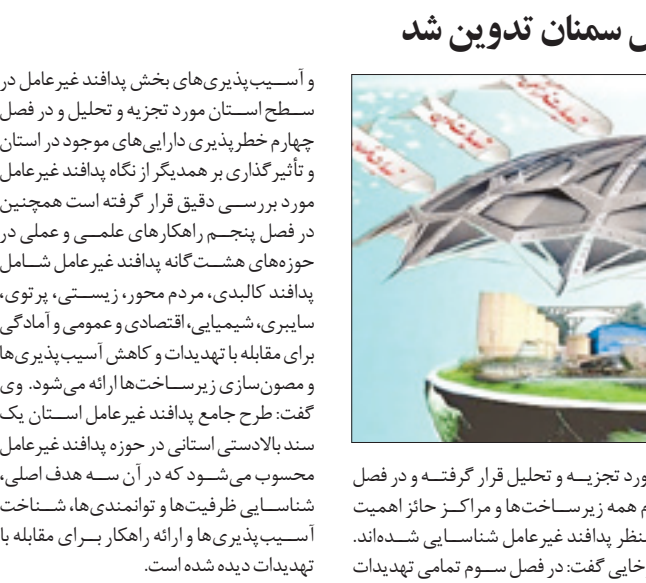 سمنان تدوین شد
ورد تجزیه و تحلیل قرار گرفته و در فصل
همه زیرساخت‌ها و مراکز حائز اهمیت
پدافند غیرعامل شناسایی شده‌اند.
گفت: در فصل سوم تمامی تهدیدات
و آسیب‌پذیری‌های بخش پدافند غیرعامل در
سطح استان مورد تجزیه و تحلیل و در فصل
چهارم خطرپذیری دارایی‌های موجود در استان
و تأثیرگذاری بر همدیگر از نگاه پدافند غیرعامل
مورد بررسی دقیق قرار گرفته است همچنین
در فصل پنجم راهکارهای علمی و عملی در
حوزه‌های هشت‌گانه پدافند غیرعامل شامل
پدافند کالبدی، مردم محور، زیستی، پرتوی،
سایبری، شیمیایی، اقتصادی و عمومی و آمادگی
برای مقابله با تهدیدات و کاهش آسیب‌پذیری‌ها
و مصون‌سازی زیرساخت‌ها ارائه می‌شود. وی
گفت: طرح جامع پدافند غیرعامل استان یک
سند بالادستی استانی در حوزه پدافند غیرعامل
محسوب می‌شود که در آن سه هدف اصلی،
شناسایی ظرفیت‌ها و توانمندی‌ها، شناخت
آسیب‌پذیری‌ها و ارائه راهکار برای مقابله با
تهدیدات دیده شده است.